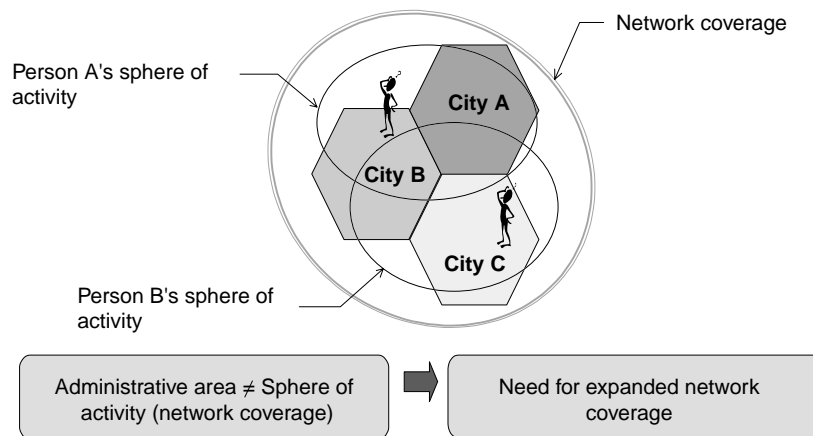 Network coverage
Person A's sphere of
activity
City A
City B
City C
Person B's sphere of
activity
Administrative area ≠ Sphere of
activity (network coverage)
Need for expanded network
coverage